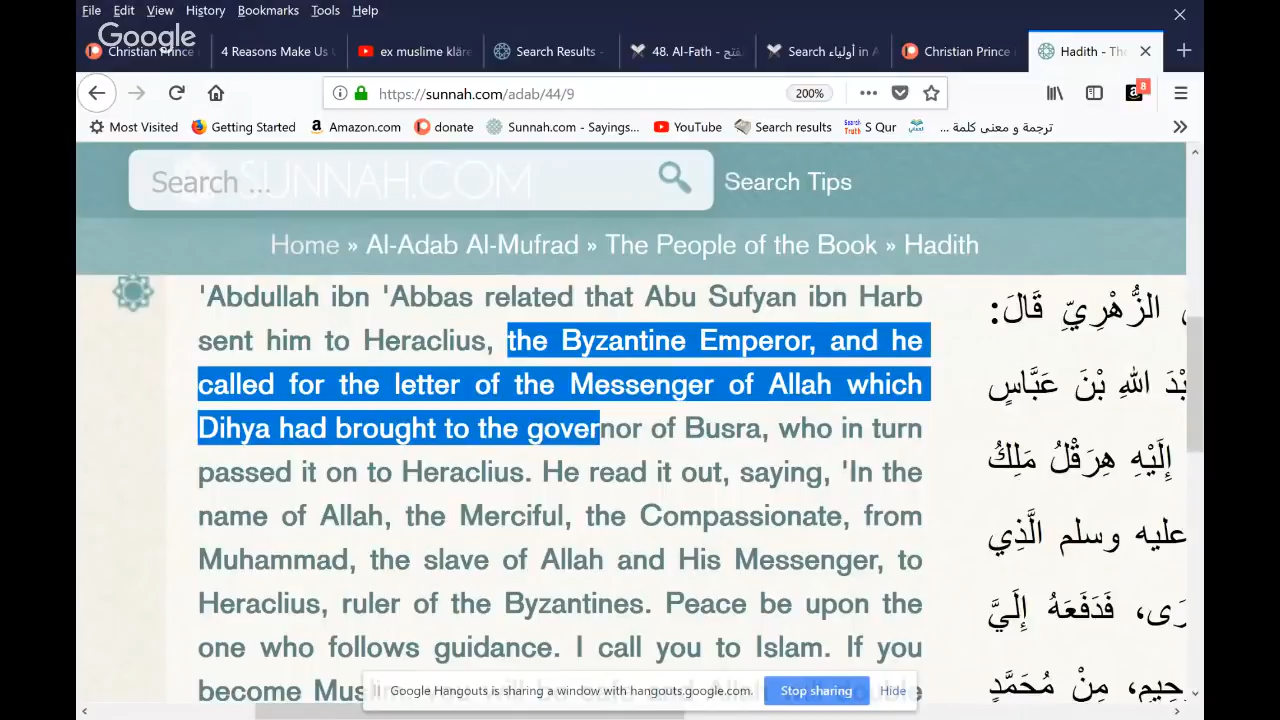 File Edit View History Bookmarks Tools Help
Google
Christian Prince
4 Reasons Make Us
ex muslime kläre
Search Results -
48. Al-Fath - الفتح
Search أولياء in A
Christian Prince
Hadith - The
https://sunnah.com/adab/44/9
200%
8
Most Visited
Getting Started
Amazon.com
donate
Sunnah.com - Sayings...
YouTube
Search results
Search Truth
S Qur
ترجمة و معنى كلمة ...
SUNNAH.COM
Search ...
Search Tips
Home » Al-Adab Al-Mufrad » The People of the Book » Hadith
'Abdullah ibn 'Abbas related that Abu Sufyan ibn Harb
sent him to Heraclius, the Byzantine Emperor, and he
called for the letter of the Messenger of Allah which
Dihya had brought to the governor of Busra, who in turn
passed it on to Heraclius. He read it out, saying, 'In the
name of Allah, the Merciful, the Compassionate, from
Muhammad, the slave of Allah and His Messenger, to
Heraclius, ruler of the Byzantines. Peace be upon the
one who follows guidance. I call you to Islam. If you
become
الزُّهْرِيِّ قَالَ:
اللهِ بْنَ عَبَّاسٍ
إِلَيْهِ هِرَقْلُ مَلِكُ
عليه وسلم الَّذِي
فَدَفَعَهُ إِلَيَّ
مِنْ مُحَمَّدٍ
Google Hangouts is sharing a window with hangouts.google.com.
Stop sharing
Hide